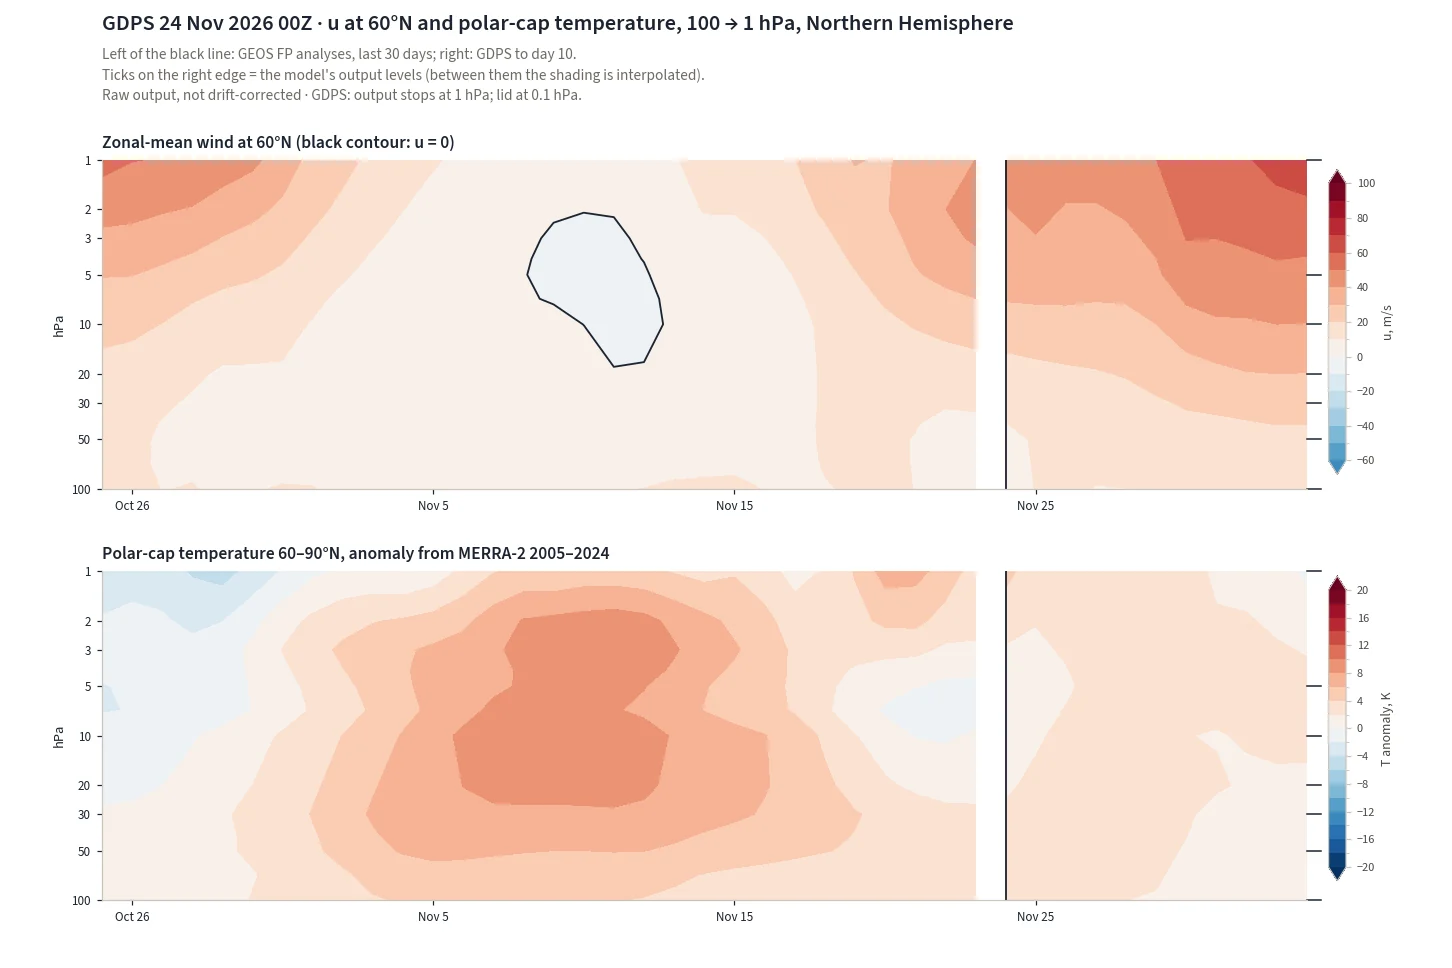 GDPS 24 Nov 2026 00Z · u at 60°N and polar-cap temperature, 100 → 1 hPa, Northern Hemisphere
Left of the black line: GEOS FP analyses, last 30 days; right: GDPS to day 10.
Ticks on the right edge = the model's output levels (between them the shading is interpolated).
Raw output, not drift-corrected · GDPS: output stops at 1 hPa; lid at 0.1 hPa.
Zonal-mean wind at 60°N (black contour: u = 0)
1
2
3
5
10
20
30
50
100
hPa
Oct 26
Nov 5
Nov 15
Nov 25
100
80
60
40
20
0
−20
−40
−60
u, m/s
Polar-cap temperature 60–90°N, anomaly from MERRA-2 2005–2024
1
2
3
5
10
20
30
50
100
hPa
Oct 26
Nov 5
Nov 15
Nov 25
20
16
12
8
4
0
−4
−8
−12
−16
−20
T anomaly, K